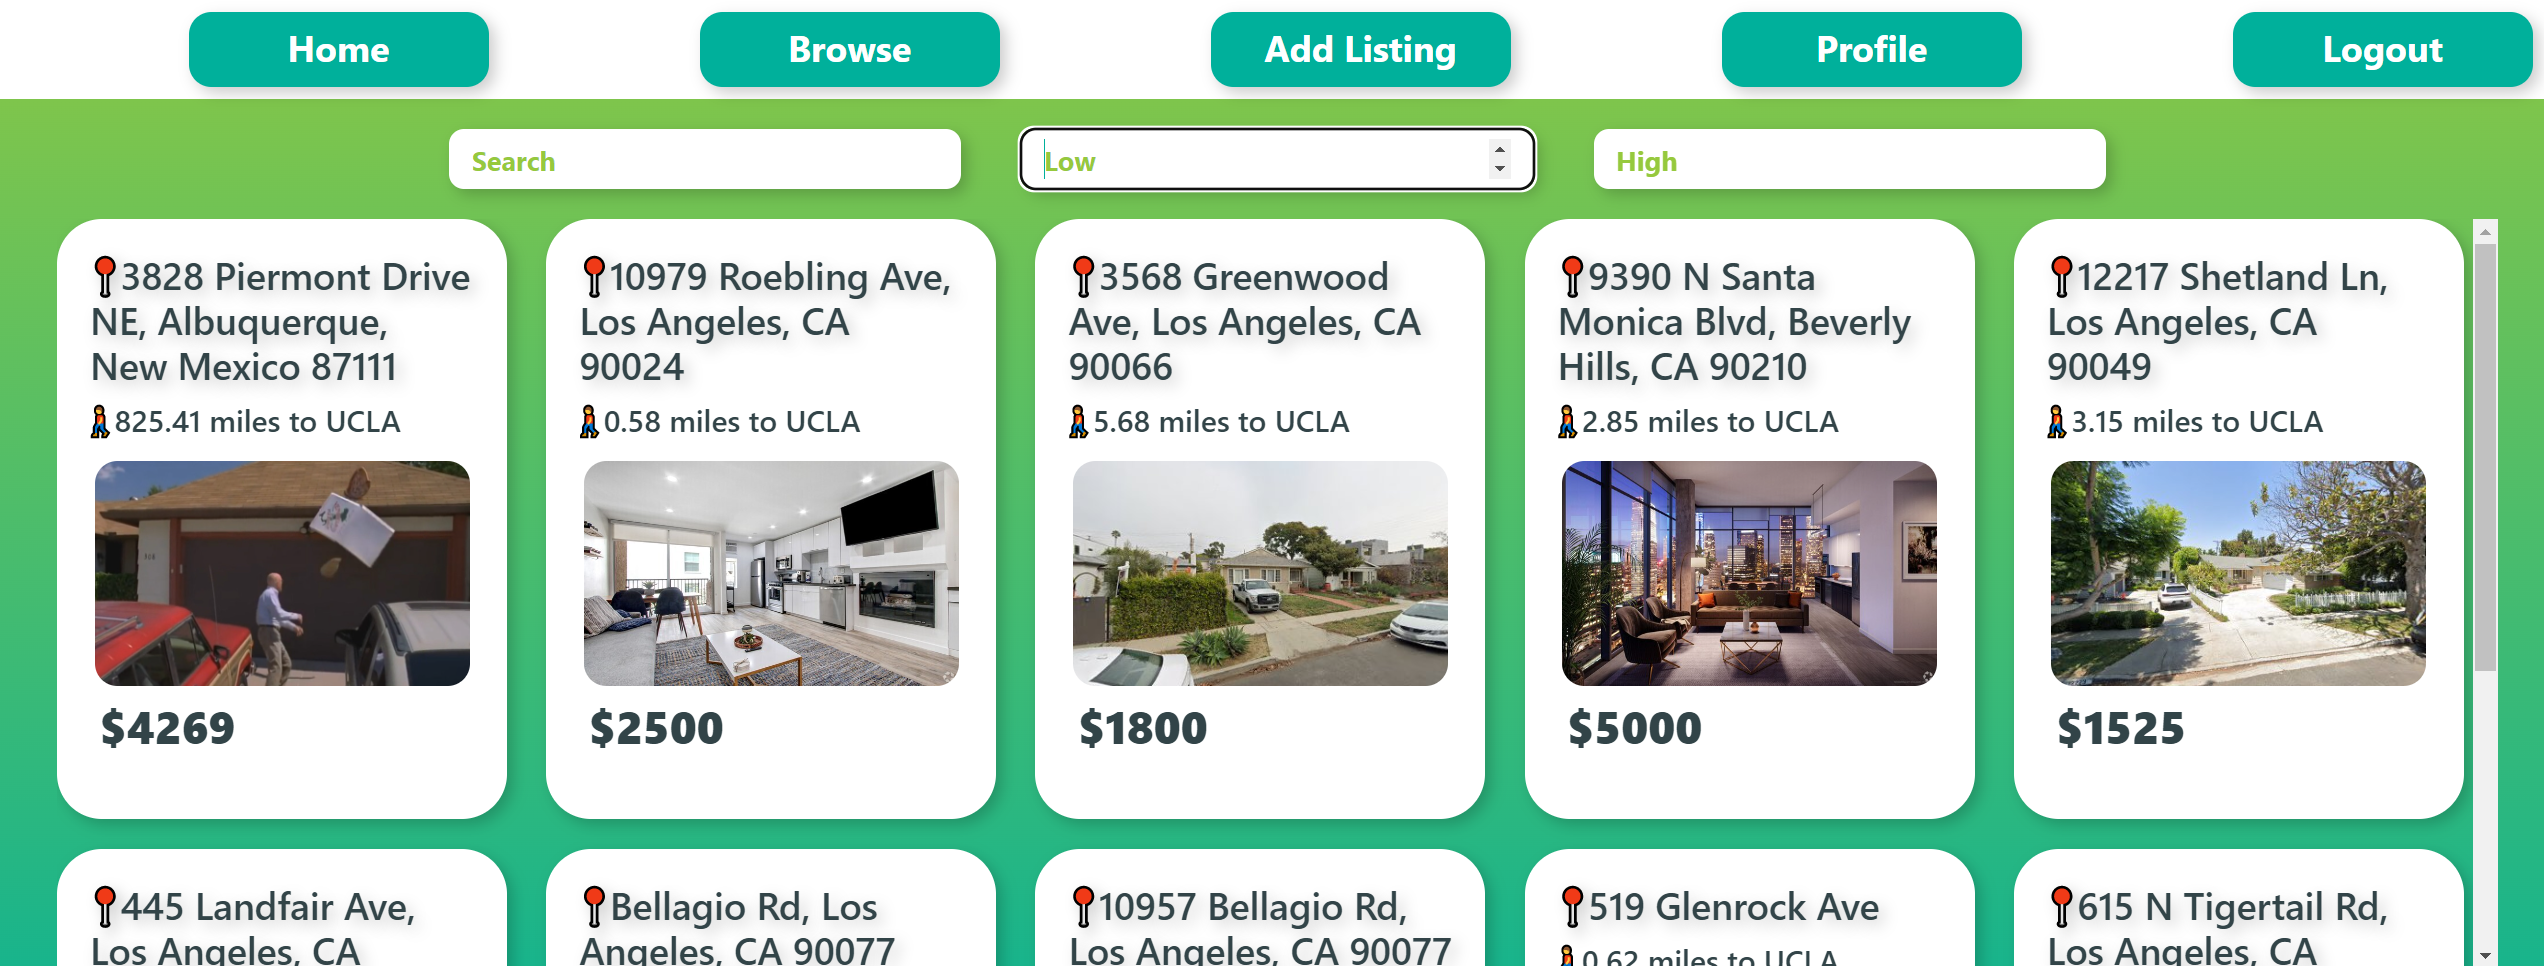 Home
Browse
Add Listing
Profile
Logout
Search
Low
High
3828 Piermont Drive
NE, Albuquerque,
New Mexico 87111
825.41 miles to UCLA
$4269
10979 Roebling Ave,
Los Angeles, CA
90024
0.58 miles to UCLA
$2500
3568 Greenwood
Ave, Los Angeles, CA
90066
5.68 miles to UCLA
$1800
9390 N Santa
Monica Blvd, Beverly
Hills, CA 90210
2.85 miles to UCLA
$5000
12217 Shetland Ln,
Los Angeles, CA
90049
3.15 miles to UCLA
$1525
445 Landfair Ave,
Los Angeles, CA
Bellagio Rd, Los
Angeles, CA 90077
10957 Bellagio Rd,
Los Angeles, CA 90077
519 Glenrock Ave
0.62 miles to UCLA
615 N Tigertail Rd,
Los Angeles, CA